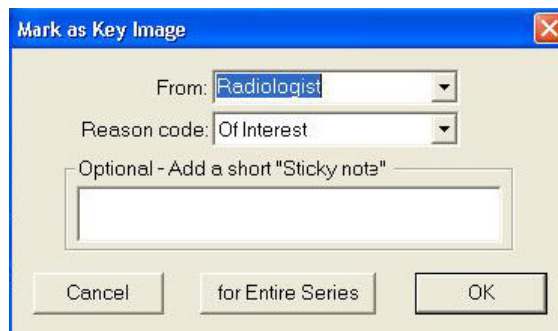 Mark as Key Image
From: Radiologist
Reason code: Of Interest
Optional - Add a short "Sticky note"
Cancel for Entire Series OK